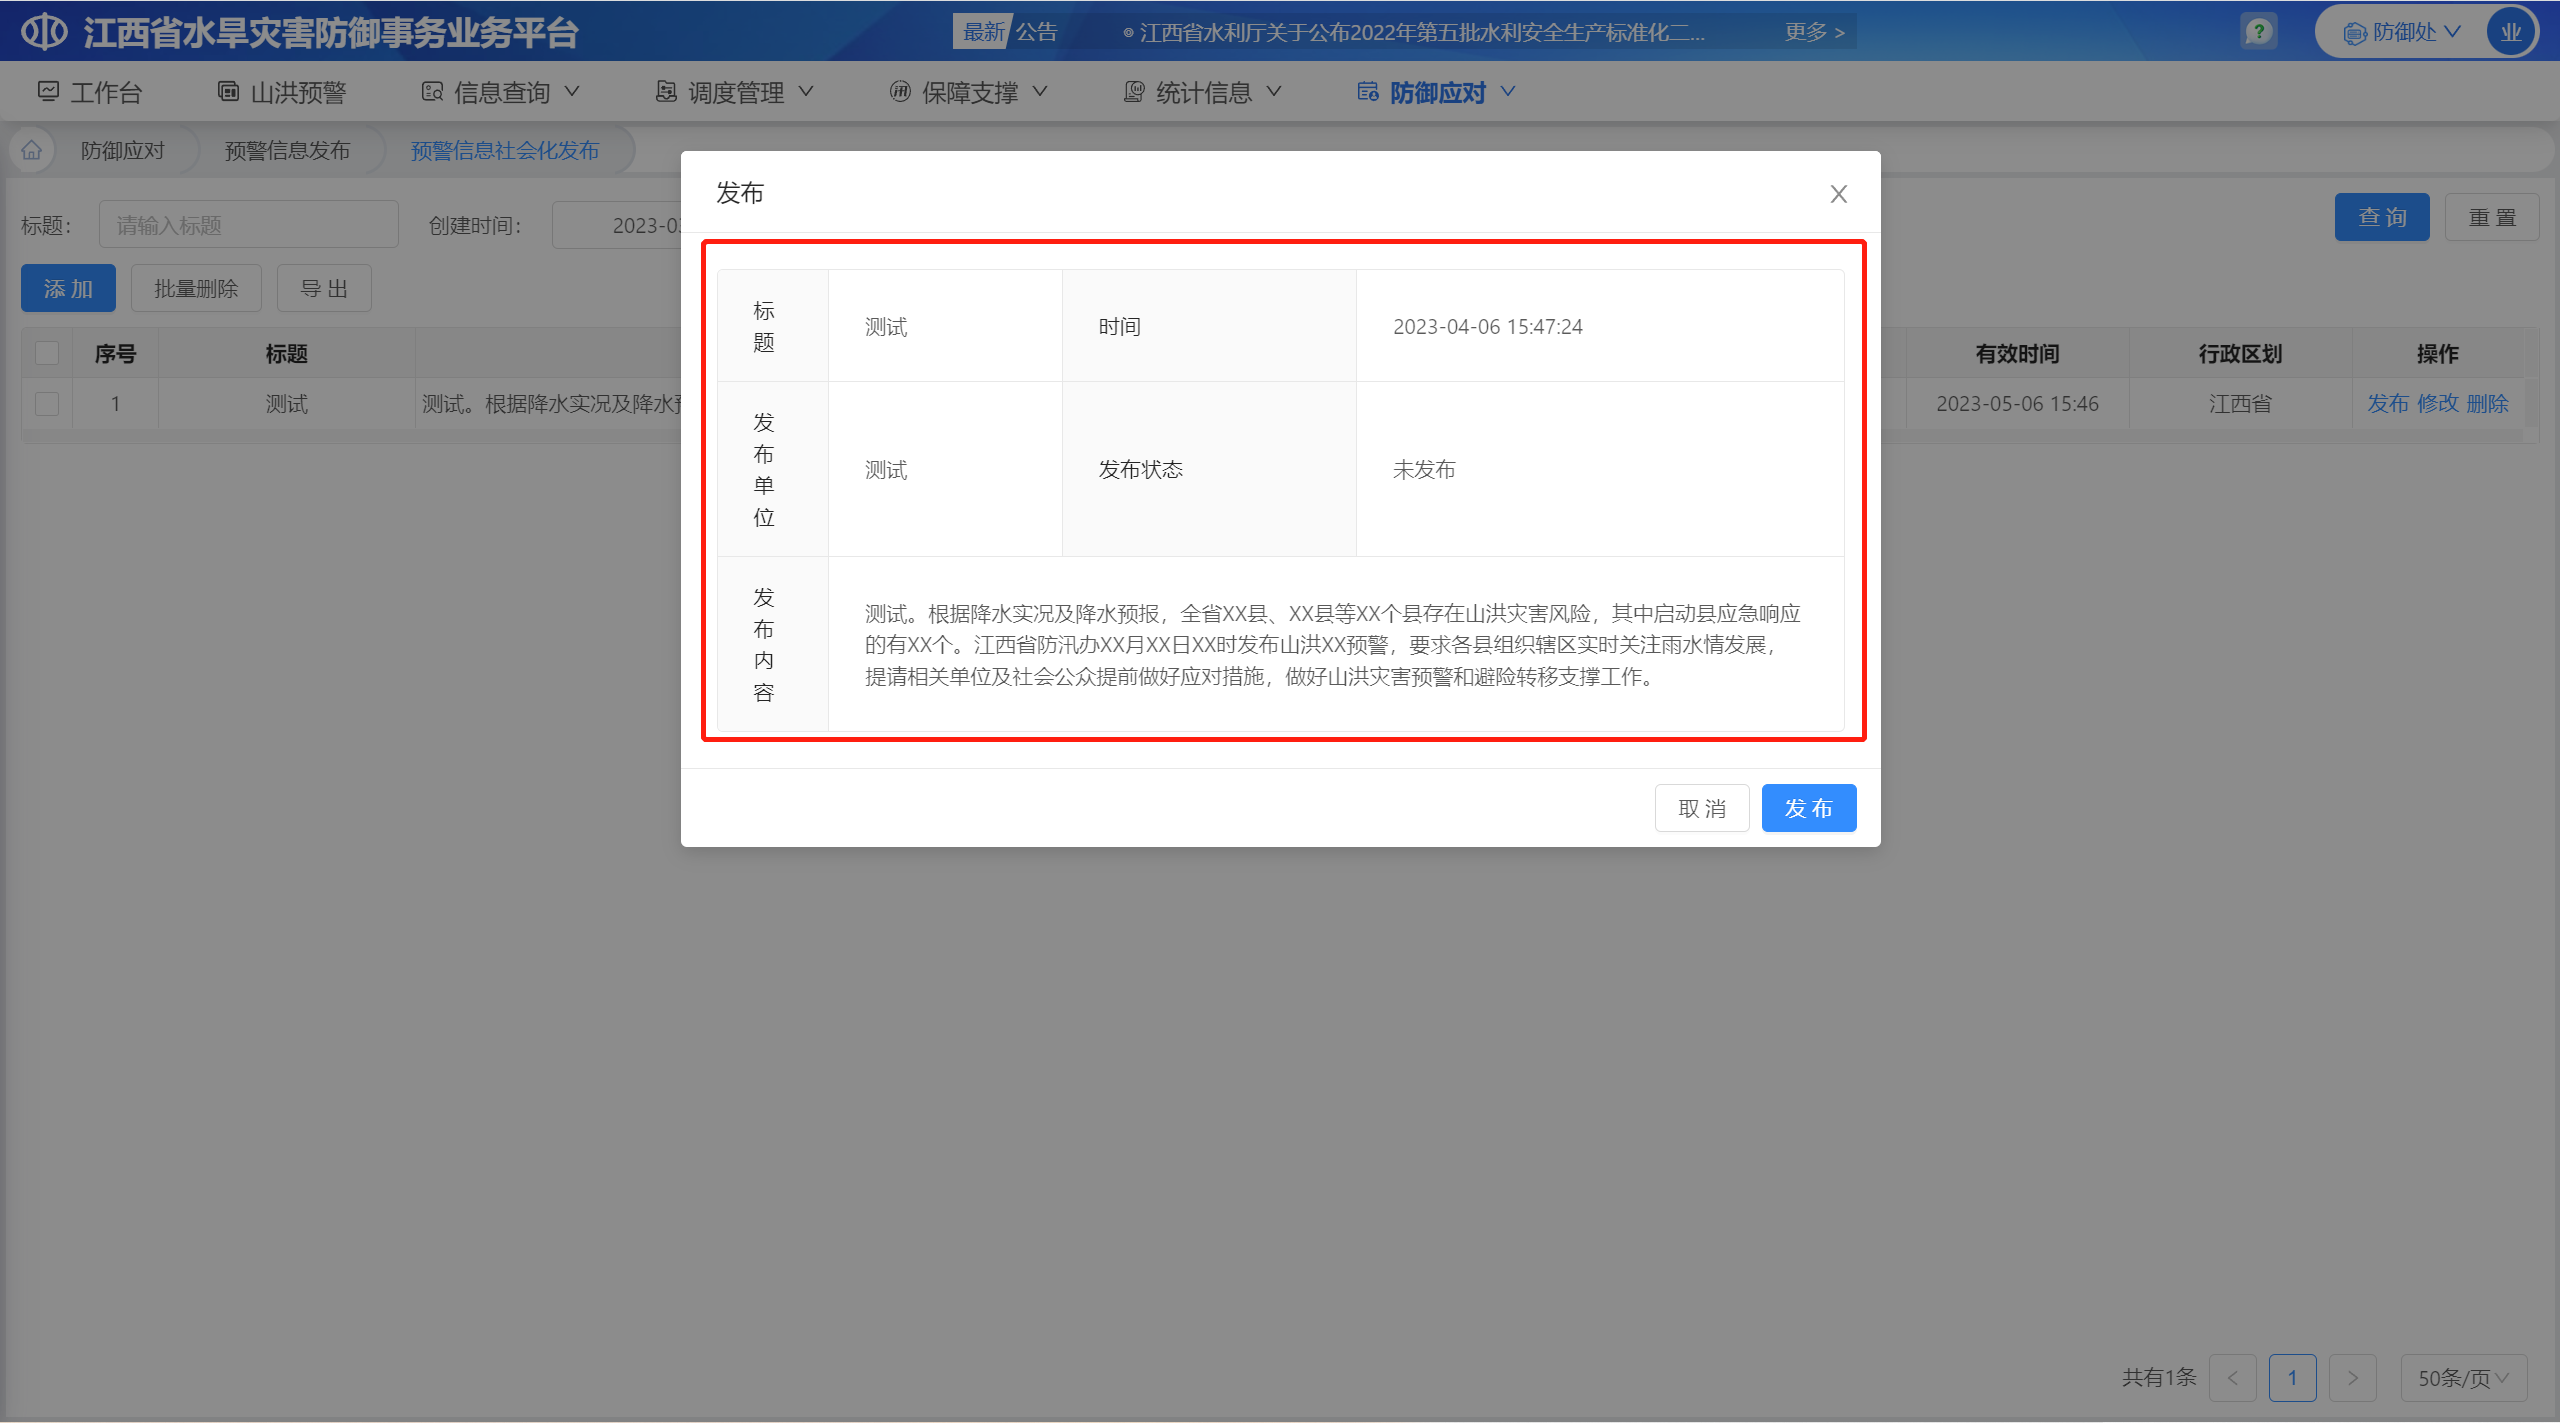 江西省水旱灾害防御事务业务平台
最新 公告 江西省水利厅关于公布2022年第五批水利安全生产标准化二... 更多 >
? 防御处 业
工作台 山洪预警 信息查询 调度管理 保障支撑 统计信息 防御应对
防御应对 预警信息发布 预警信息社会化发布
标题： 请输入标题 创建时间： 2023-0
查 询 重 置
添 加 批量删除 导 出
序号 标题 有效时间 行政区划 操作
1 测试 测试。根据降水实况及降水 2023-05-06 15:46 江西省 发布 修改 删除
发布
标题 测试 时间 2023-04-06 15:47:24
发布单位 测试 发布状态 未发布
发布内容
测试。根据降水实况及降水预报，全省XX县、XX县等XX个县存在山洪灾害风险，其中启动县应急响应
的有XX个。江西省防汛办XX月XX日XX时发布山洪XX预警，要求各县组织辖区实时关注雨水情发展，
提请相关单位及社会公众提前做好应对措施，做好山洪灾害预警和避险转移支撑工作。
取 消 发 布
共有1条 < 1 > 50条/页